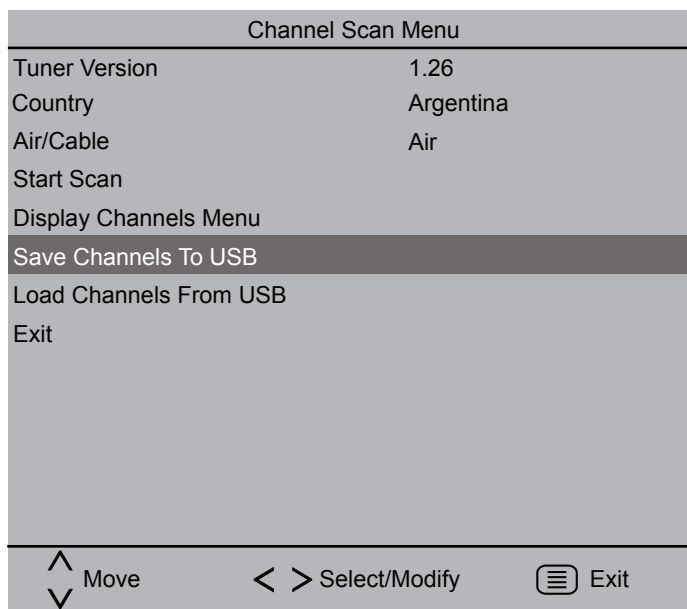 Channel Scan Menu
Tuner Version 1.26
Country Argentina
Air/Cable Air
Start Scan
Display Channels Menu
Save Channels To USB
Load Channels From USB
Exit
Move Select/Modify Exit